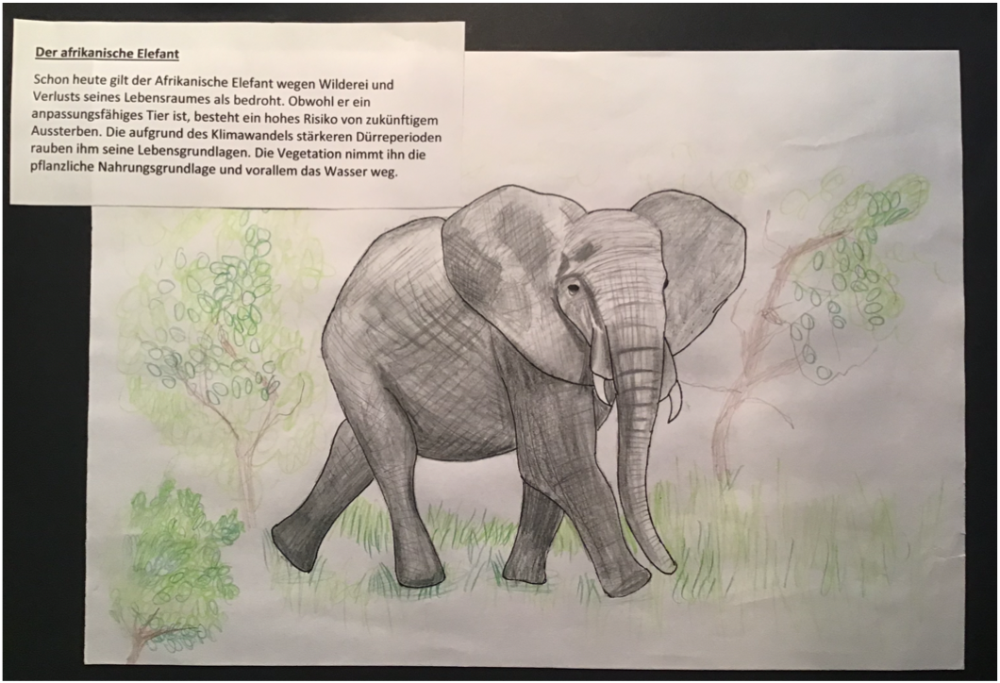 Der afrikanische Elefant
Schon heute gilt der Afrikanische Elefant wegen Wilderei und
Verlusts seines Lebensraumes als bedroht. Obwohl er ein
anpassungsfähiges Tier ist, besteht ein hohes Risiko von zukünftigem
Aussterben. Die aufgrund des Klimawandels stärkeren Dürreperioden
rauben ihm seine Lebensgrundlagen. Die Vegetation nimmt ihn die
pflanzliche Nahrungsgrundlage und vorallem das Wasser weg.